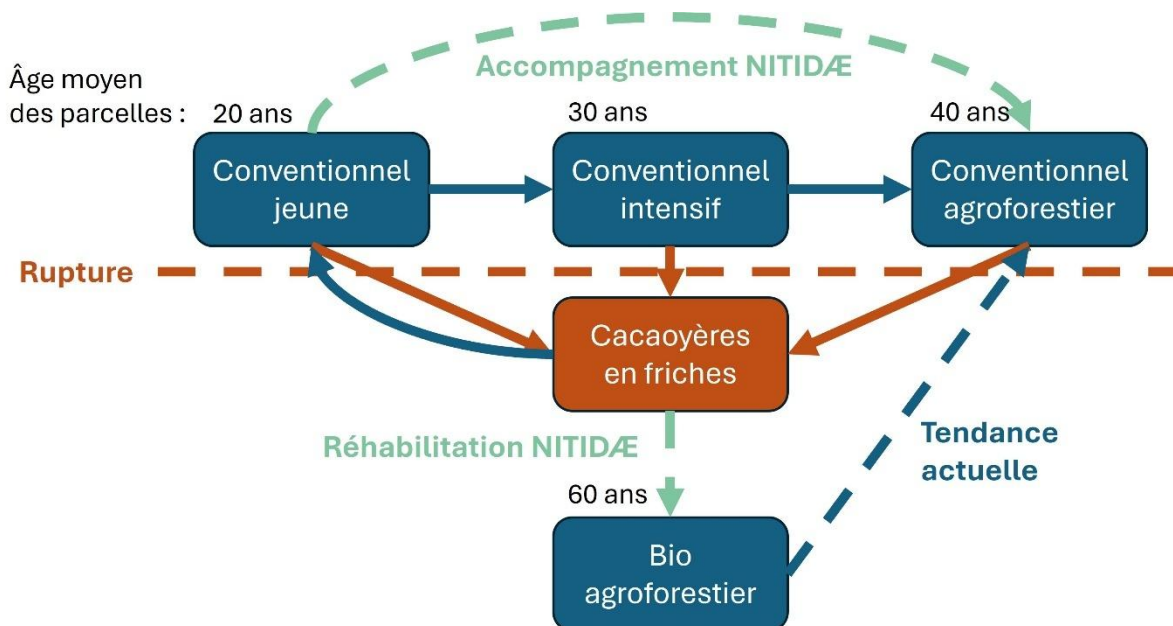 Accompagnement NITIDÆ
Âge moyen
des parcelles :
20 ans
30 ans
40 ans
Conventionnel
jeune
Conventionnel
intensif
Conventionnel
agroforestier
Rupture
Cacaoyères
en friches
Réhabilitation NITIDÆ
Tendance
actuelle
60 ans
Bio
agroforestier